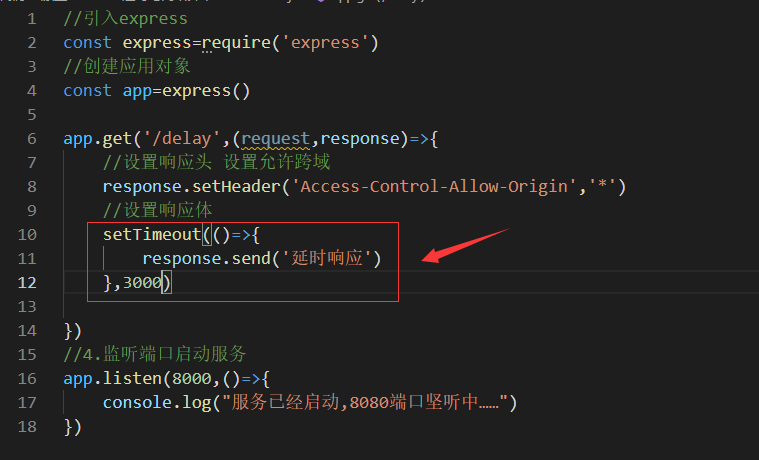 1 //引入express
2 const express=require('express')
3 //创建应用对象
4 const app=express()
5
6 app.get('/delay',(request,response)=>{
7 //设置响应头 设置允许跨域
8 response.setHeader('Access-Control-Allow-Origin','*')
9 //设置响应体
10 setTimeout(()=>{
11 response.send('延时响应')
12 },3000)
13
14 })
15 //4.监听端口启动服务
16 app.listen(8000,()=>{
17 console.log("服务已经启动,8080端口坚听中……")
18 })